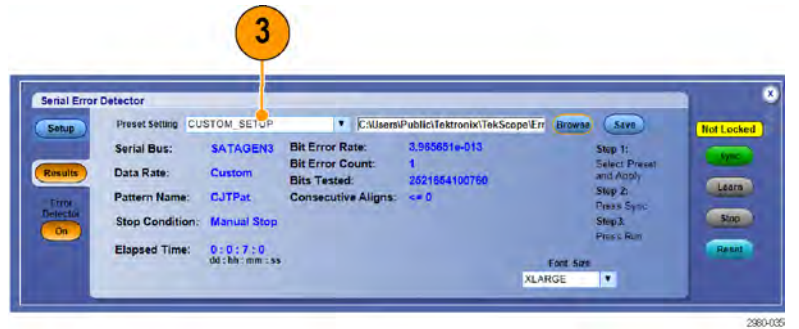 3
Serial Error Detector
x
Setup
Results
Error
Detector
On
Preset Setting CUSTOM_SETUP C:\Users\Public\Tektronix\TekScope\Err Browse Save
Serial Bus: SATAGEN3 Bit Error Rate: 3.965651e-013
Data Rate: Custom Bit Error Count: 1
Bits Tested: 2521654100760
Pattern Name: CJTPat Consecutive Aligns: <= 0
Stop Condition: Manual Stop
Elapsed Time: 0 : 0 : 7 : 0
dd : hh : mm : ss
Step 1:
Select Preset
and Apply
Step 2:
Press Sync
Step3:
Press Run
Font Size
XLARGE
Not Locked
Sync
Learn
Stop
Reset
2980-035